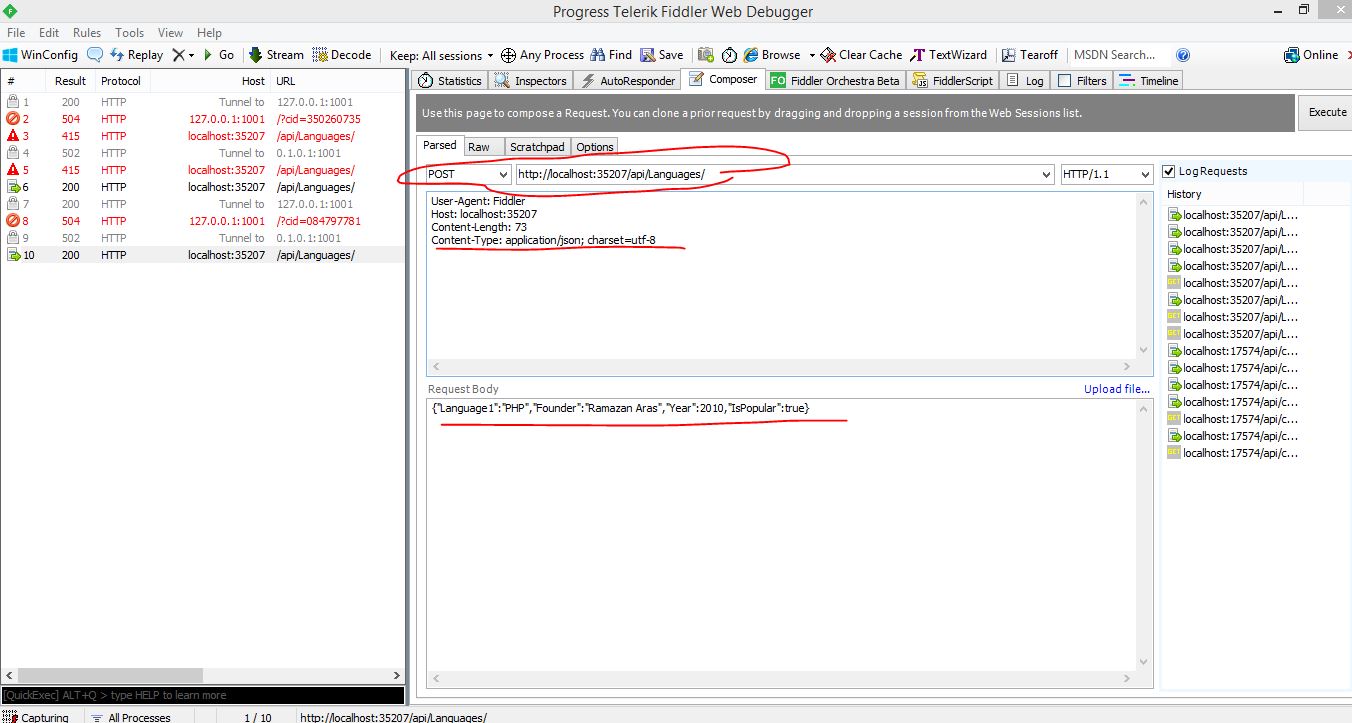 Progress Telerik Fiddler Web Debugger
File Edit Rules Tools View Help
WinConfig Replay Go Stream Decode Keep: All sessions Any Process Find Save Browse Clear Cache TextWizard Tearoff MSDN Search... Online
# Result Protocol Host URL
1 200 HTTP Tunnel to 127.0.0.1:1001
2 504 HTTP 127.0.0.1:1001 /?cid=350260735
3 415 HTTP localhost:35207 /api/Languages/
4 502 HTTP Tunnel to 0.1.0.1:1001
5 415 HTTP localhost:35207 /api/Languages/
6 200 HTTP localhost:35207 /api/Languages/
7 200 HTTP Tunnel to 127.0.0.1:1001
8 504 HTTP 127.0.0.1:1001 /?cid=084797781
9 502 HTTP Tunnel to 0.1.0.1:1001
10 200 HTTP localhost:35207 /api/Languages/
[QuickExec] ALT+Q > type HELP to learn more
Statistics Inspectors AutoResponder Composer FO Fiddler Orchestra Beta FiddlerScript Log Filters Timeline
Use this page to compose a Request. You can clone a prior request by dragging and dropping a session from the Web Sessions list.
Execute
Parsed Raw Scratchpad Options
POST http://localhost:35207/api/Languages/ HTTP/1.1
User-Agent: Fiddler
Host: localhost:35207
Content-Length: 73
Content-Type: application/json; charset=utf-8
Request Body Upload file...
{"Language1":"PHP","Founder":"Ramazan Aras","Year":2010,"IsPopular":true}
Log Requests
History
localhost:35207/api/L...
localhost:35207/api/L...
localhost:35207/api/L...
localhost:35207/api/L...
GET localhost:35207/api/L...
localhost:35207/api/L...
GET localhost:35207/api/L...
GET localhost:35207/api/L...
localhost:17574/api/c...
localhost:17574/api/c...
localhost:17574/api/c...
localhost:17574/api/c...
GET localhost:17574/api/c...
localhost:17574/api/c...
GET localhost:17574/api/c...
Capturing All Processes 1 / 10 http://localhost:35207/api/Languages/